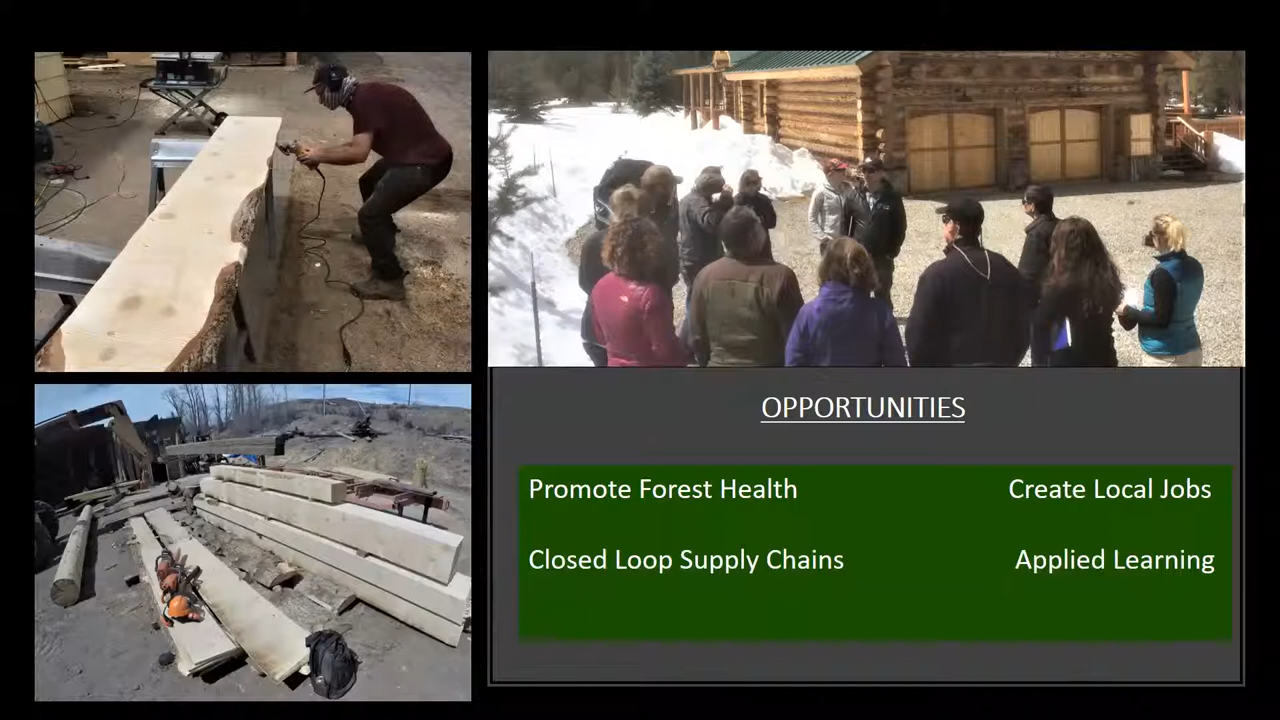 OPPORTUNITIES
Promote Forest Health
Create Local Jobs
Closed Loop Supply Chains
Applied Learning